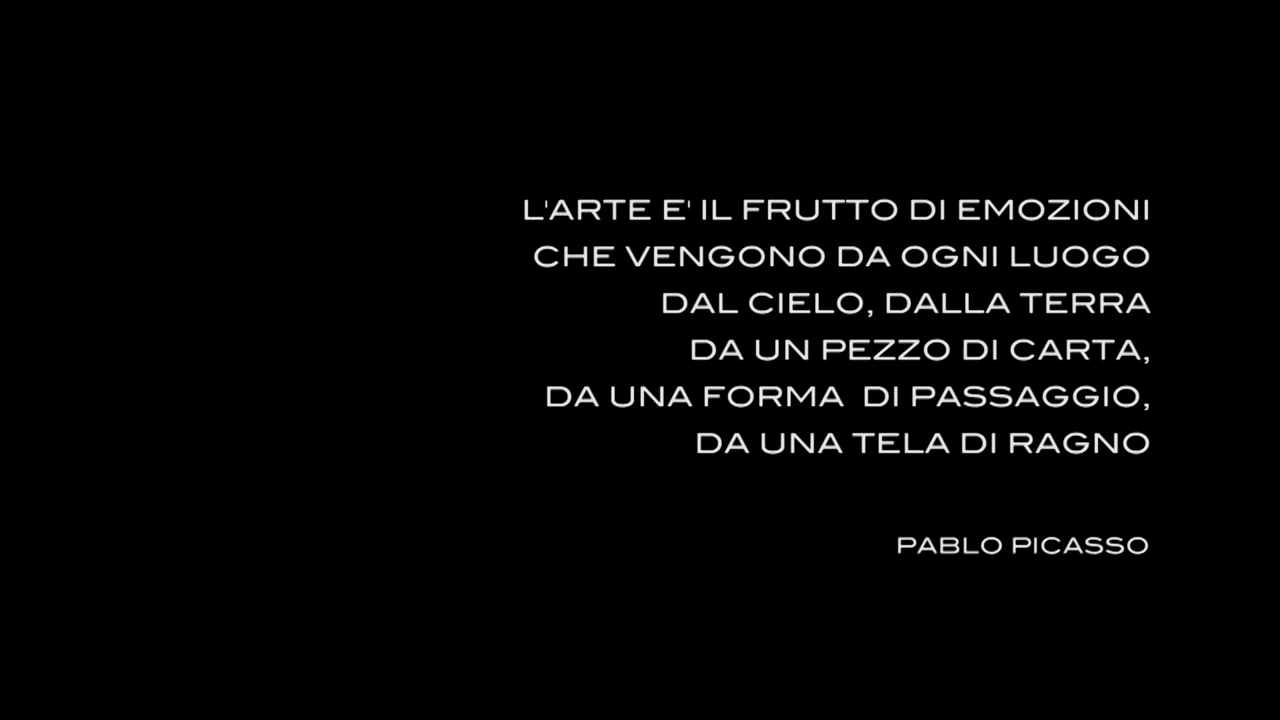 L'ARTE E' IL FRUTTO DI EMOZIONI
CHE VENGONO DA OGNI LUOGO
DAL CIELO, DALLA TERRA
DA UN PEZZO DI CARTA,
DA UNA FORMA  DI PASSAGGIO,
DA UNA TELA DI RAGNO
PABLO PICASSO